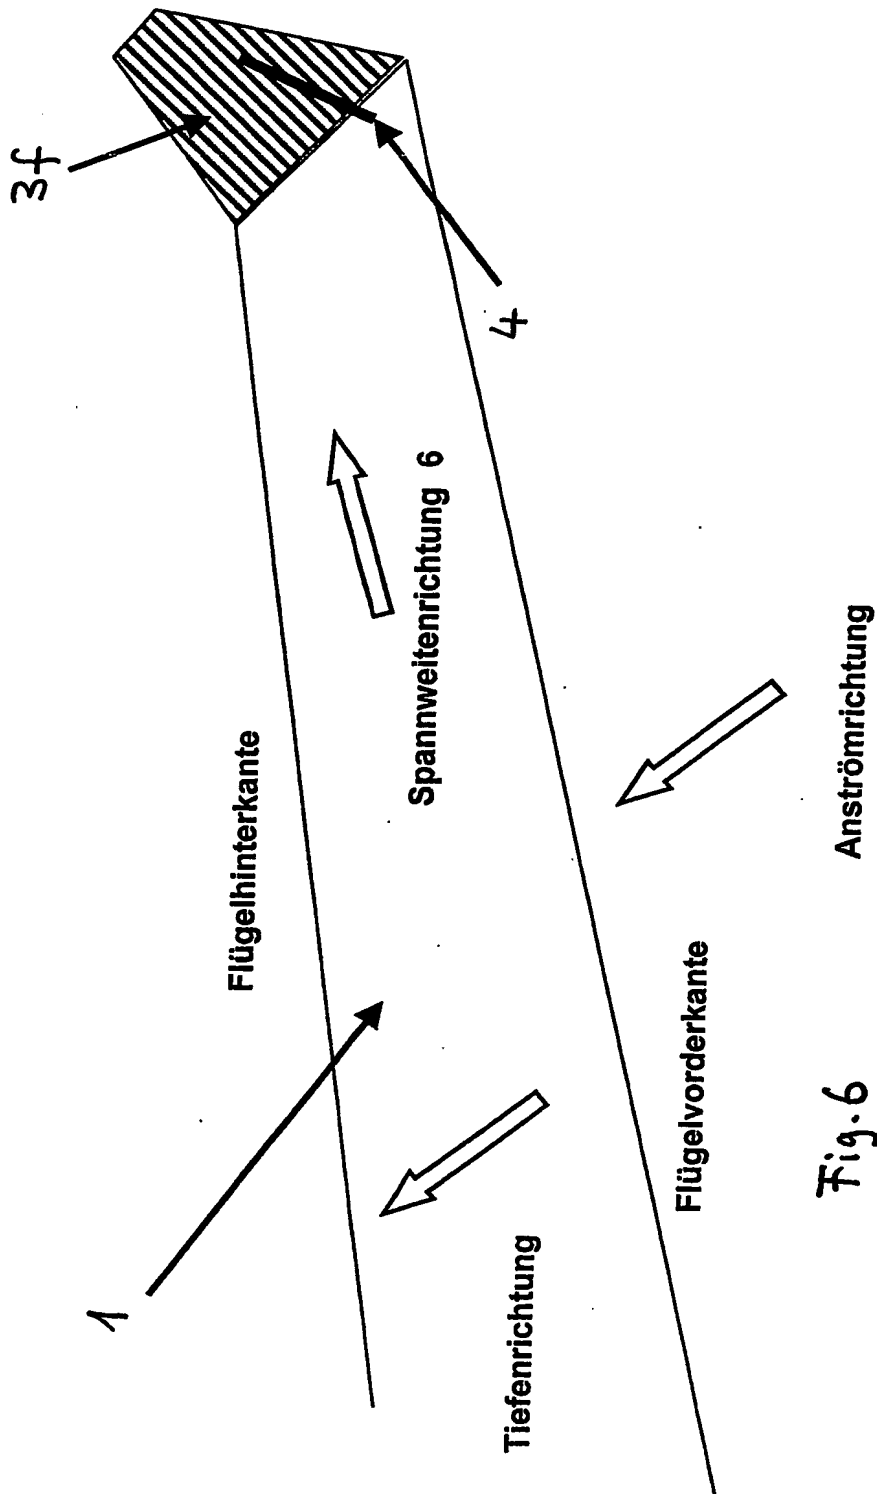 1
3f
Flügelhinterkante
Tiefenrichtung
Spannweitenrichtung 6
4
Flügelvorderkante
Anströmrichtung
Fig. 6